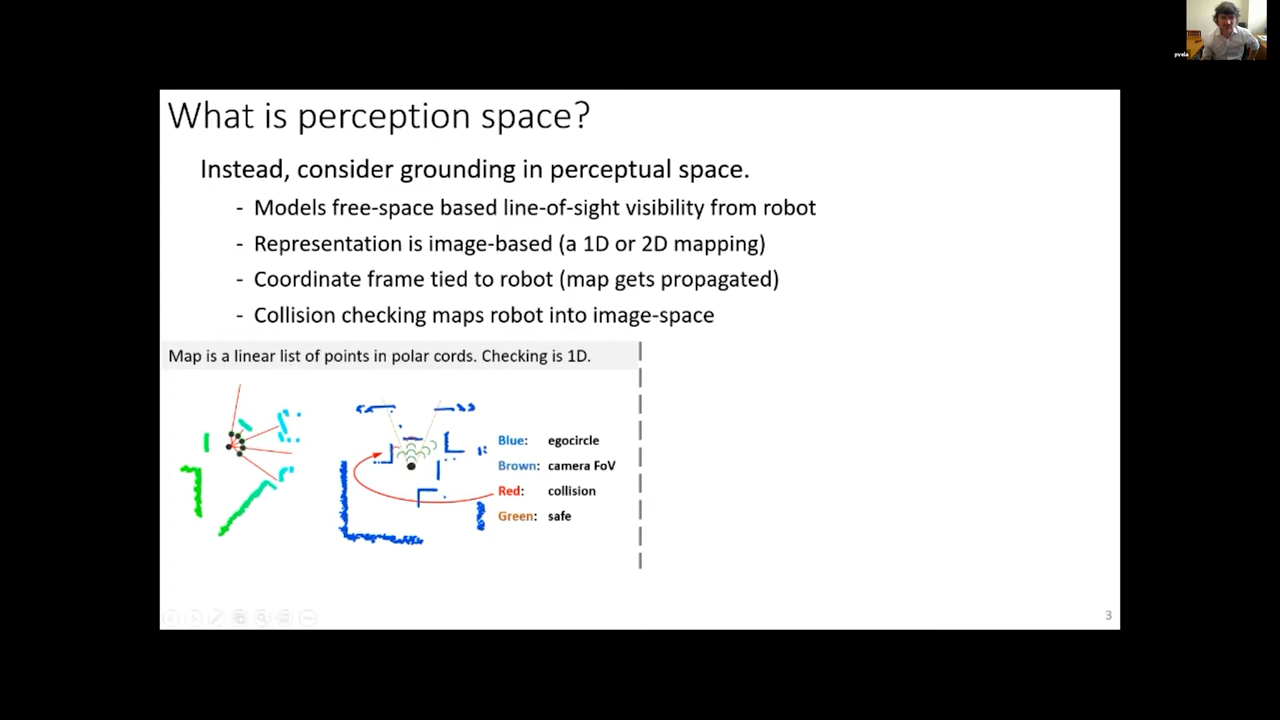 pvela
What is perception space?
Instead, consider grounding in perceptual space.
- Models free-space based line-of-sight visibility from robot
- Representation is image-based (a 1D or 2D mapping)
- Coordinate frame tied to robot (map gets propagated)
- Collision checking maps robot into image-space
Map is a linear list of points in polar cords. Checking is 1D.
Blue: egocircle
Brown: camera FoV
Red: collision
Green: safe
3